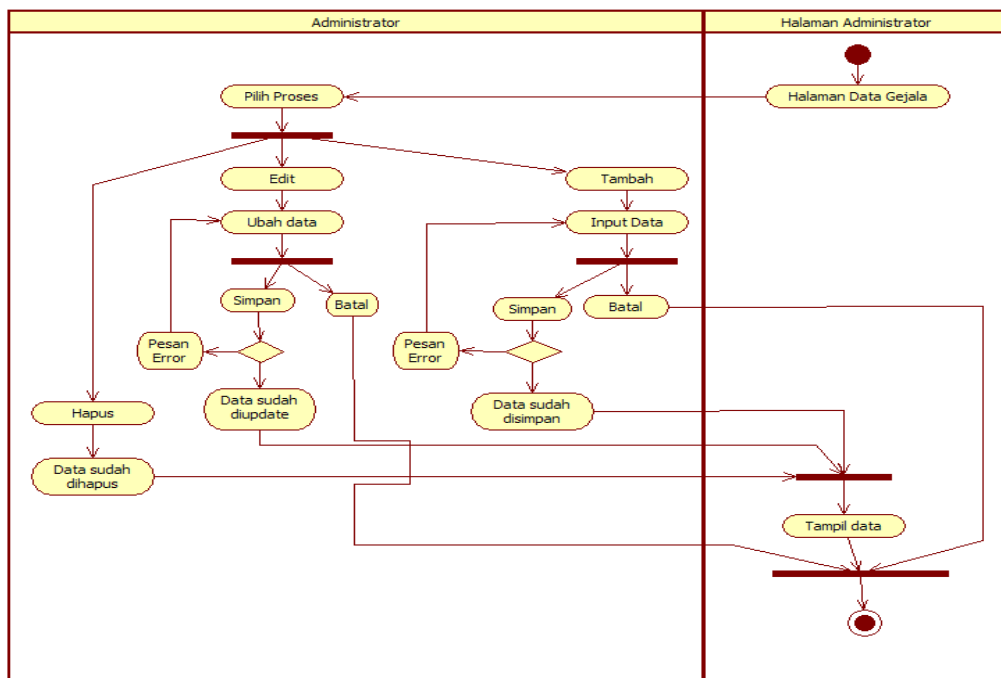 Administrator
Halaman Administrator
Pilih Proses
Halaman Data Gejala
Edit
Tambah
Ubah data
Input Data
Simpan
Batal
Simpan
Batal
Pesan
Error
Pesan
Error
Hapus
Data sudah
diupdate
Data sudah
disimpan
Data sudah
dihapus
Tampil data